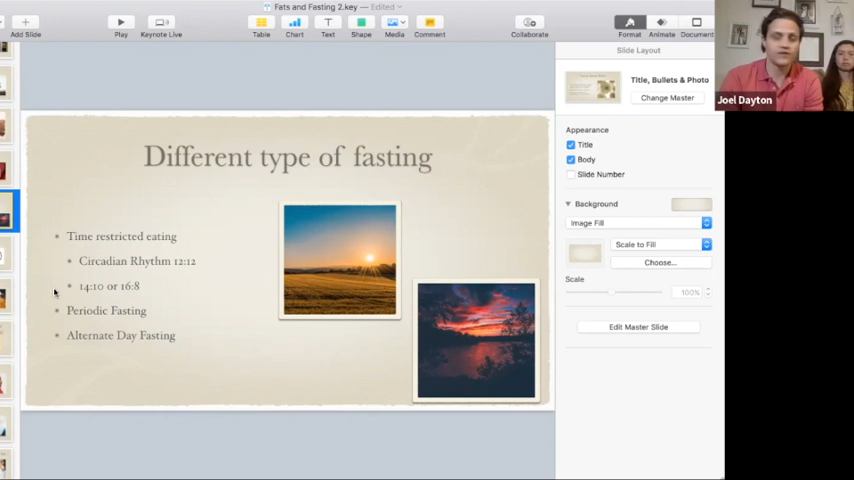 Fats and Fasting 2.key — Edited
Add Slide
Play
Keynote Live
Table
Chart
Text
Shape
Media
Comment
Collaborate
Format
Animate
Document
Slide Layout
Title, Bullets & Photo
Change Master
Joel Dayton
Appearance
Title
Body
Slide Number
Background
Image Fill
Scale to Fill
Choose...
Scale
100%
Edit Master Slide
Different type of fasting
Time restricted eating
Circadian Rhythm 12:12
14:10 or 16:8
Periodic Fasting
Alternate Day Fasting